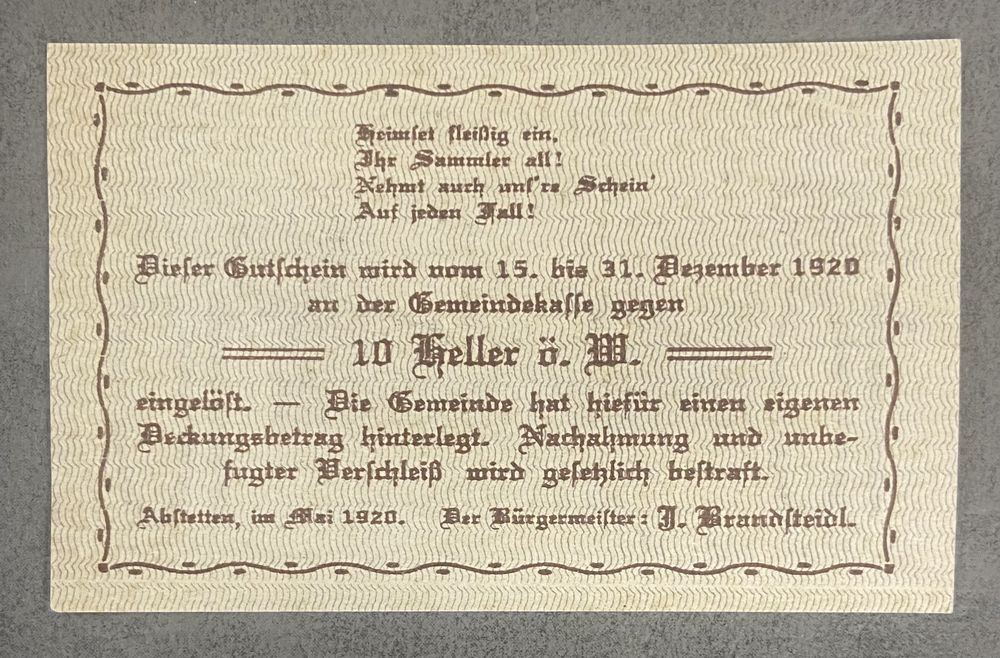 Heimset fleißig ein,
Ihr Sammler all!
Nehmt auch uns're Schein'
Auf jeden Fall!
Dieser Gutschein wird vom 15. bis 31. Dezember 1920
an der Gemeindekasse gegen
10 Heller ö. W.
eingelöst. — Die Gemeinde hat hiefür einen eigenen
Deckungsbetrag hinterlegt. Nachahmung und unbe-
fugter Verschleiß wird gesetzlich bestraft.
Abstetten, im Mai 1920. Der Bürgermeister: J. Brandsteidl.